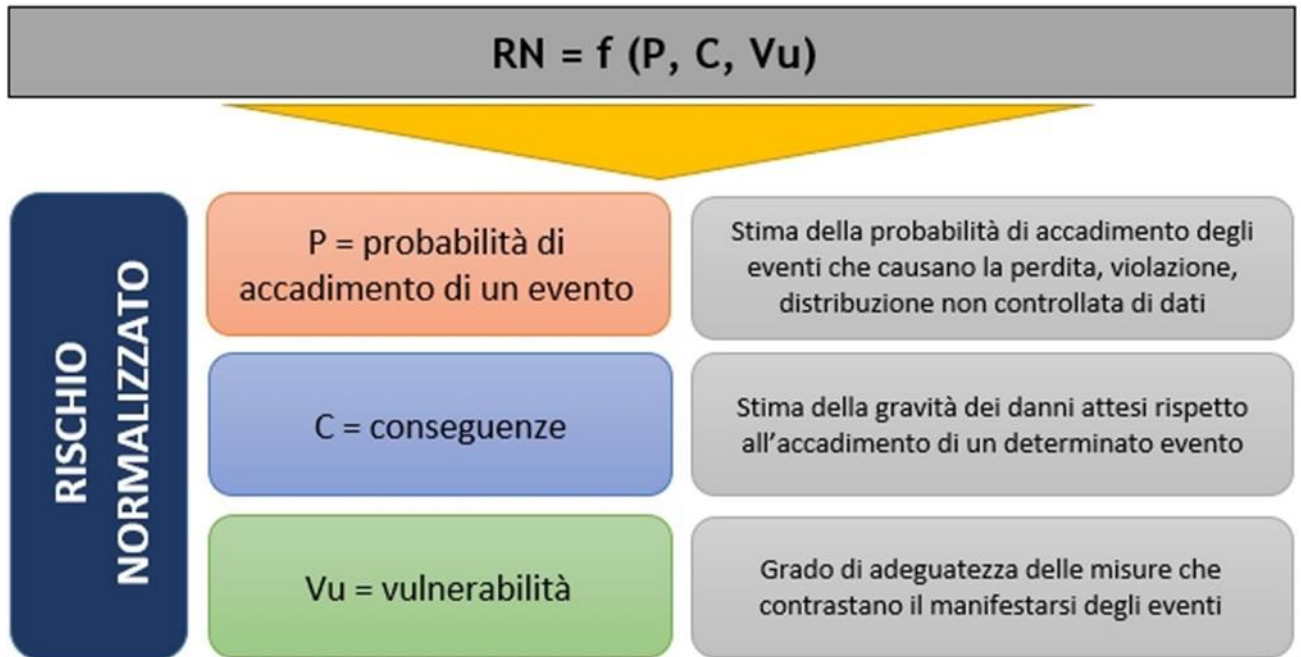 RN = f (P, C, Vu)
RISCHIO
NORMALIZZATO
P = probabilità di
accadimento di un evento
Stima della probabilità di accadimento degli
eventi che causano la perdita, violazione,
distribuzione non controllata di dati
C = conseguenze
Stima della gravità dei danni attesi rispetto
all'accadimento di un determinato evento
Vu = vulnerabilità
Grado di adeguatezza delle misure che
contrastano il manifestarsi degli eventi